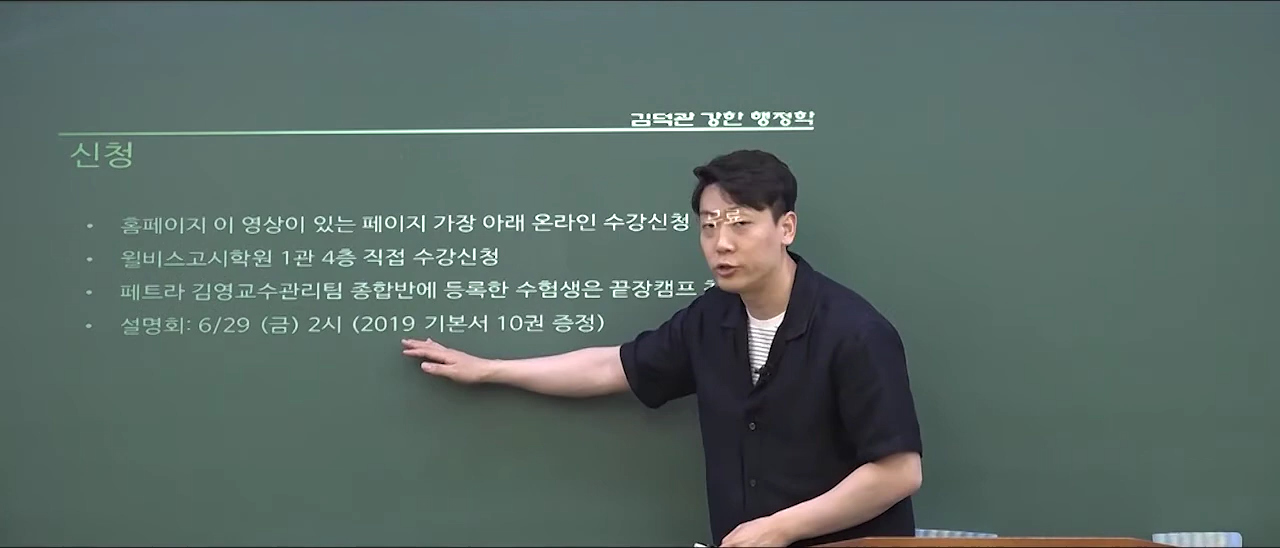 김덕관 강한 행정학
신청
• 홈페이지 이 영상이 있는 페이지 가장 아래 온라인 수강신청 무료
• 윌비스고시학원 1관 4층 직접 수강신청
• 페트라 김영교수관리팀 종합반에 등록한 수험생은 끝장캠프
• 설명회: 6/29 (금) 2시 (2019 기본서 10권 증정)